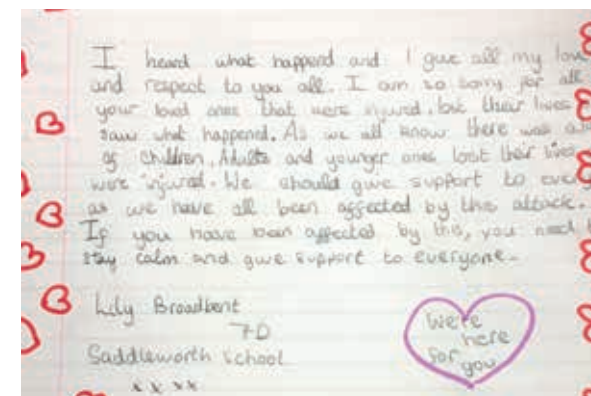 I heard what happend and I give all my love
and respect to you all. I am so sorry for all
your loved ones that were injured, lost their lives
saw what happened. As we all know there was
of children, Adults and younger ones lost their lives
were injured. We should give support to
as we have all been affected by this attack.
If you have been affected by this, you need
stay calm and give support to everyone.
Lily Broadbent
7D
Saddleworth school
x x x x
We're
here
for
you